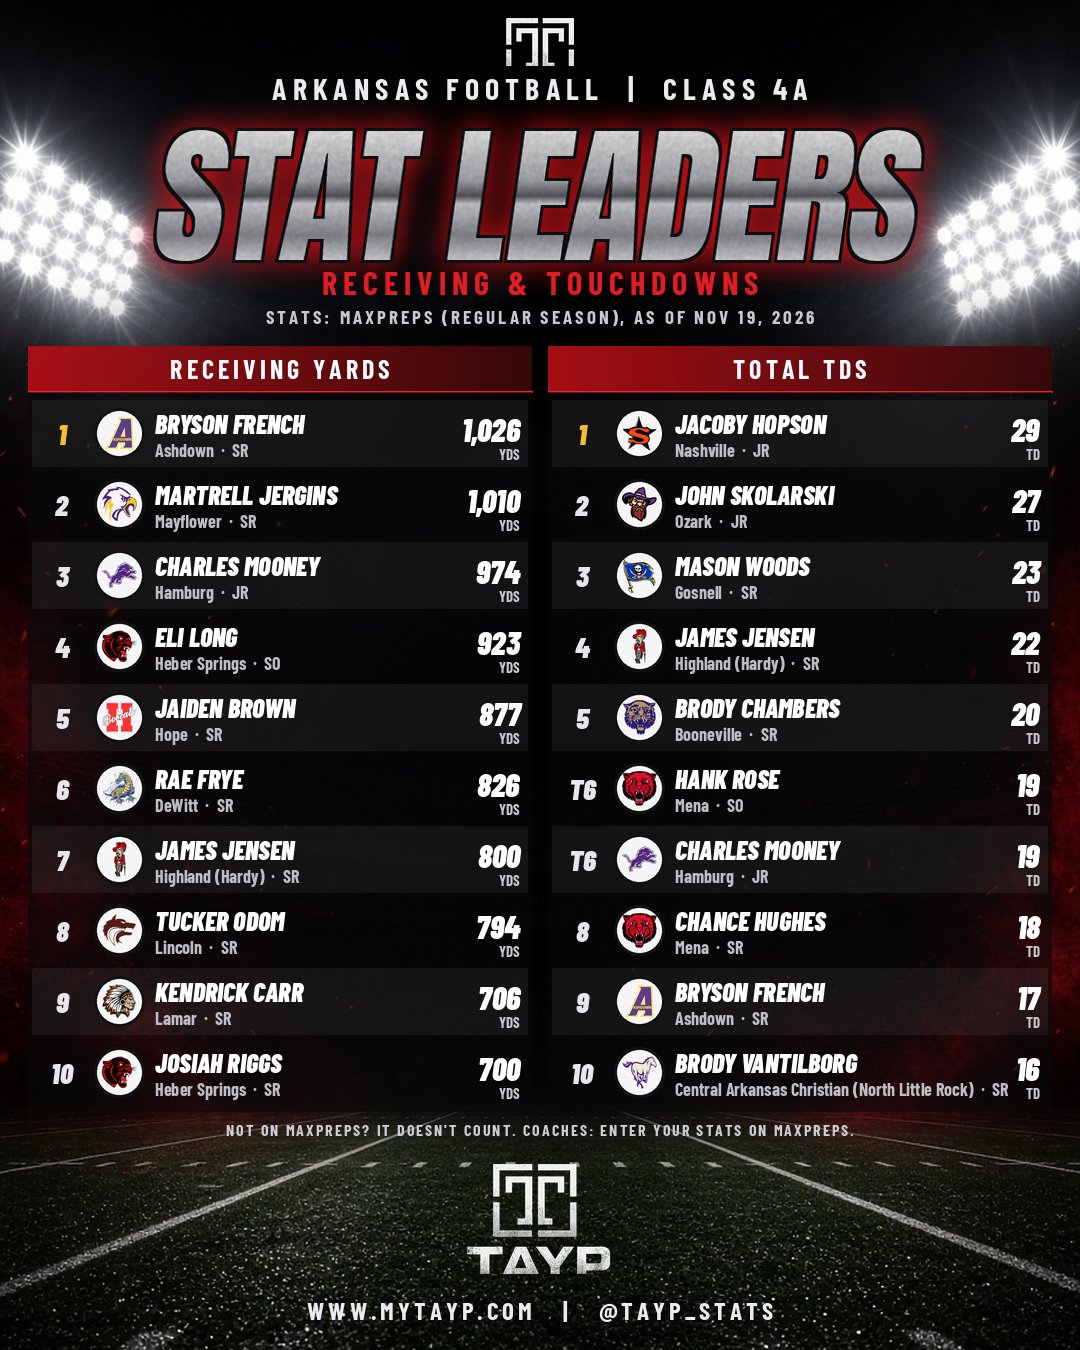 ARKANSAS FOOTBALL | CLASS 4A
STAT LEADERS
RECEIVING & TOUCHDOWNS
STATS: MAXPREPS (REGULAR SEASON), AS OF NOV 19, 2026
RECEIVING YARDS
1 BRYSON FRENCH 1,026
Ashdown · SR YDS
2 MARTRELL JERGINS 1,010
Mayflower · SR YDS
3 CHARLES MOONEY 974
Hamburg · JR YDS
4 ELI LONG 923
Heber Springs · SO YDS
5 JAIDEN BROWN 877
Hope · SR YDS
6 RAE FRYE 826
DeWitt · SR YDS
7 JAMES JENSEN 800
Highland (Hardy) · SR YDS
8 TUCKER ODOM 794
Lincoln · SR YDS
9 KENDRICK CARR 706
Lamar · SR YDS
10 JOSIAH RIGGS 700
Heber Springs · SR YDS
TOTAL TDS
1 JACOBY HOPSON 29
Nashville · JR TD
2 JOHN SKOLARSKI 27
Ozark · JR TD
3 MASON WOODS 23
Gosnell · SR TD
4 JAMES JENSEN 22
Highland (Hardy) · SR TD
5 BRODY CHAMBERS 20
Booneville · SR TD
T6 HANK ROSE 19
Mena · SO TD
T6 CHARLES MOONEY 19
Hamburg · JR TD
8 CHANCE HUGHES 18
Mena · SR TD
9 BRYSON FRENCH 17
Ashdown · SR TD
10 BRODY VANTILBORG 16
Central Arkansas Christian (North Little Rock) · SR TD
NOT ON MAXPREPS? IT DOESN'T COUNT. COACHES: ENTER YOUR STATS ON MAXPREPS.
TAYP
WWW.MYTAYP.COM | @TAYP_STATS